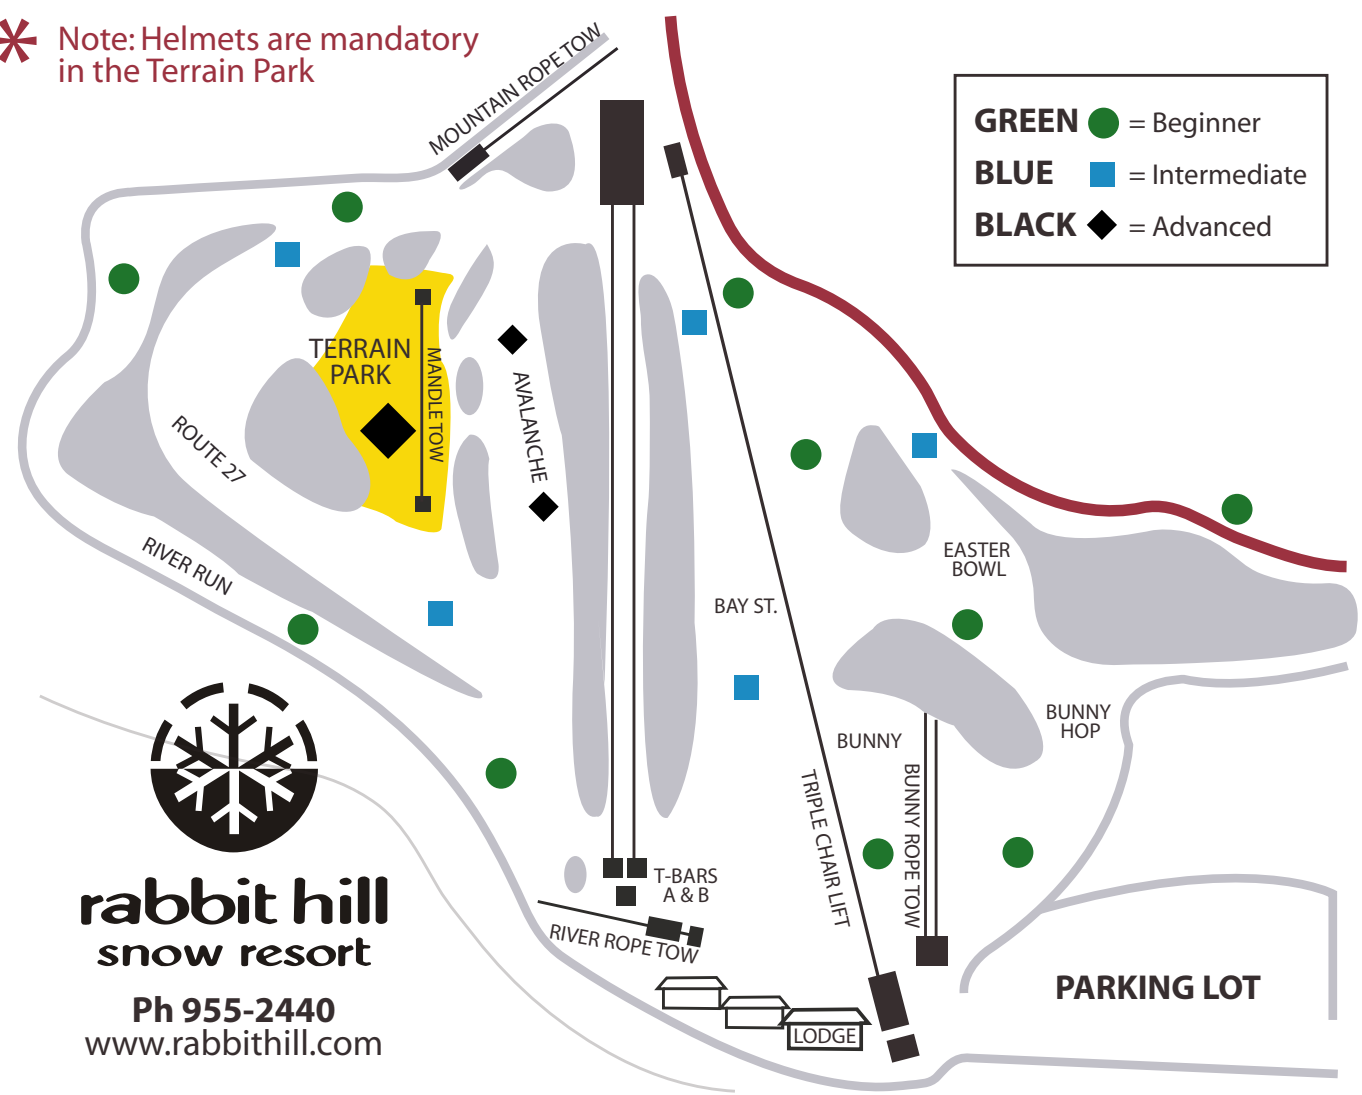 * Note: Helmets are mandatory
in the Terrain Park
MOUNTAIN ROPE TOW
GREEN = Beginner
BLUE = Intermediate
BLACK = Advanced
TERRAIN
PARK
MANDLE TOW
AVALANCHE
ROUTE 27
RIVER RUN
EASTER
BOWL
BAY ST.
BUNNY
HOP
BUNNY
BUNNY ROPE TOW
TRIPLE CHAIR LIFT
T-BARS
A & B
RIVER ROPE TOW
LODGE
PARKING LOT
rabbit hill
snow resort
Ph 955-2440
www.rabbithill.com